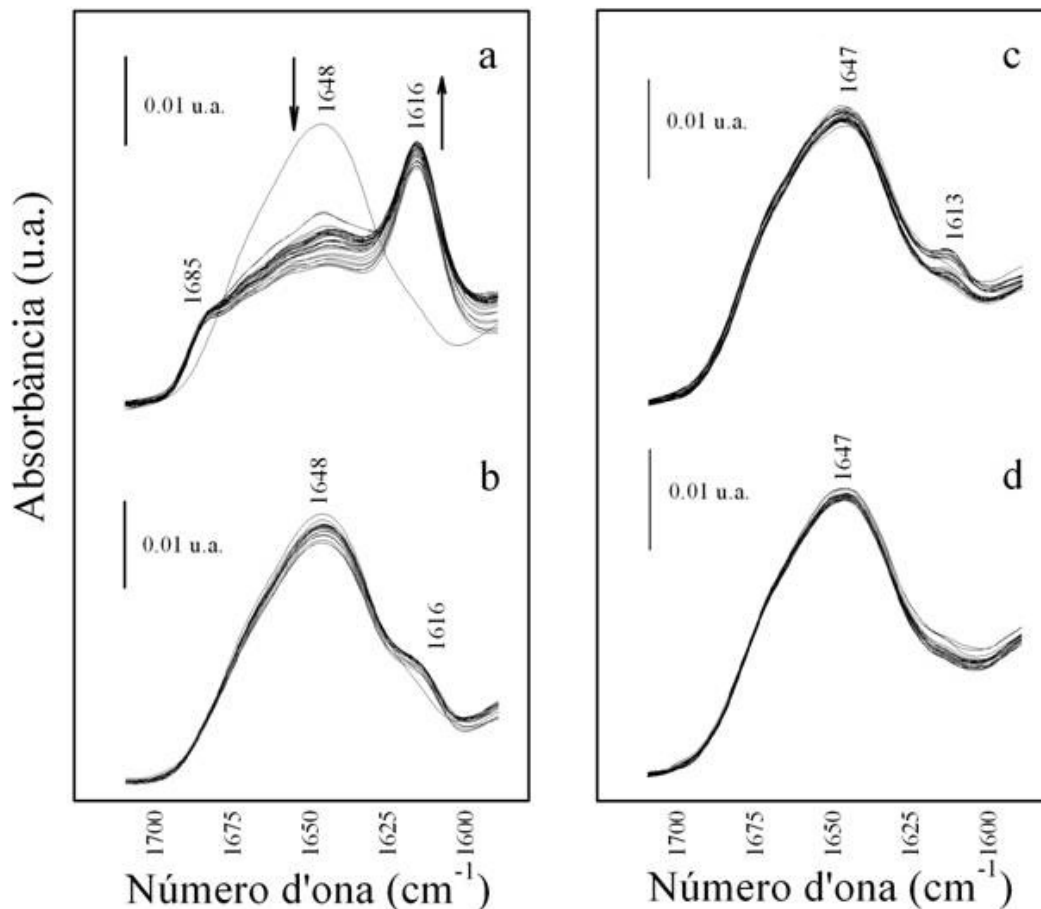 Absorbància (u.a.)
a
0.01 u.a.
1648
1616
1685
b
0.01 u.a.
1648
1616
1700
1675
1650
1625
1600
Número d'ona (cm⁻¹)
c
0.01 u.a.
1647
1613
d
0.01 u.a.
1647
1700
1675
1650
1625
1600
Número d'ona (cm⁻¹)